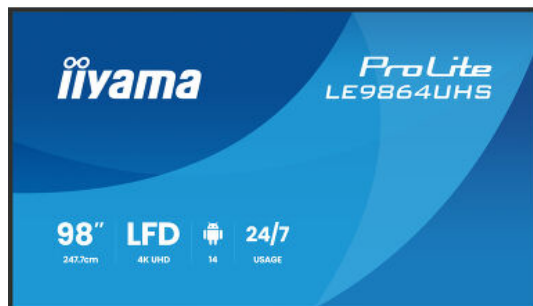 iiyama
ProLite
LE9864UHS
98"
247.7cm
LFD
4K UHD
14
24/7
USAGE